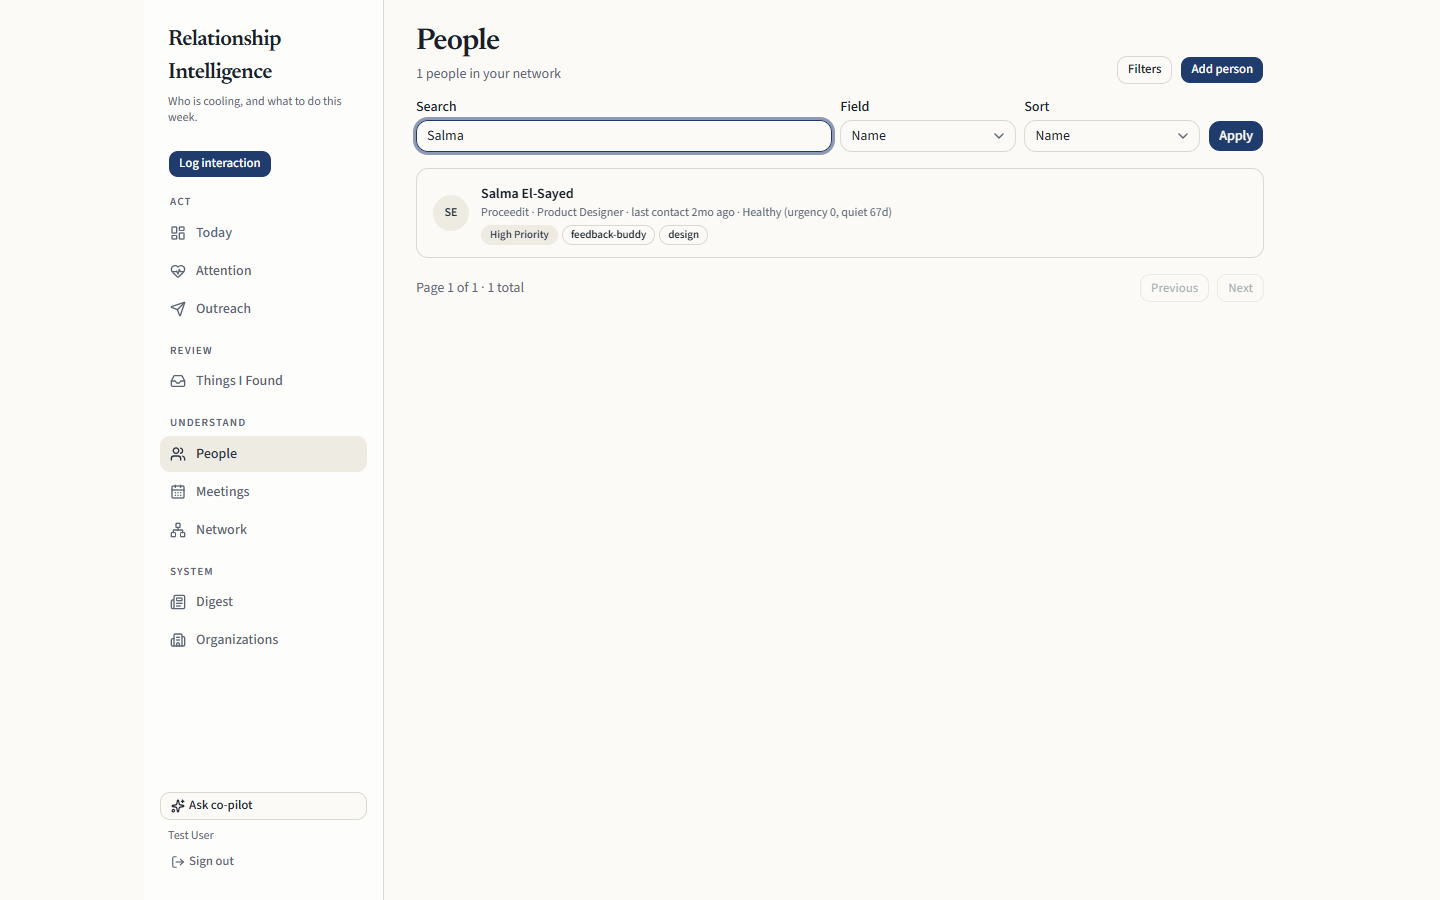 Relationship
Intelligence
Who is cooling, and what to do this
week.
Log interaction
ACT
Today
Attention
Outreach
REVIEW
Things I Found
UNDERSTAND
People
Meetings
Network
SYSTEM
Digest
Organizations
Ask co-pilot
Test User
Sign out
People
1 people in your network
Filters
Add person
Search
Field
Sort
Salma
Name
Name
Apply
SE
Salma El-Sayed
Proceedit · Product Designer · last contact 2mo ago · Healthy (urgency 0, quiet 67d)
High Priority
feedback-buddy
design
Page 1 of 1 · 1 total
Previous
Next